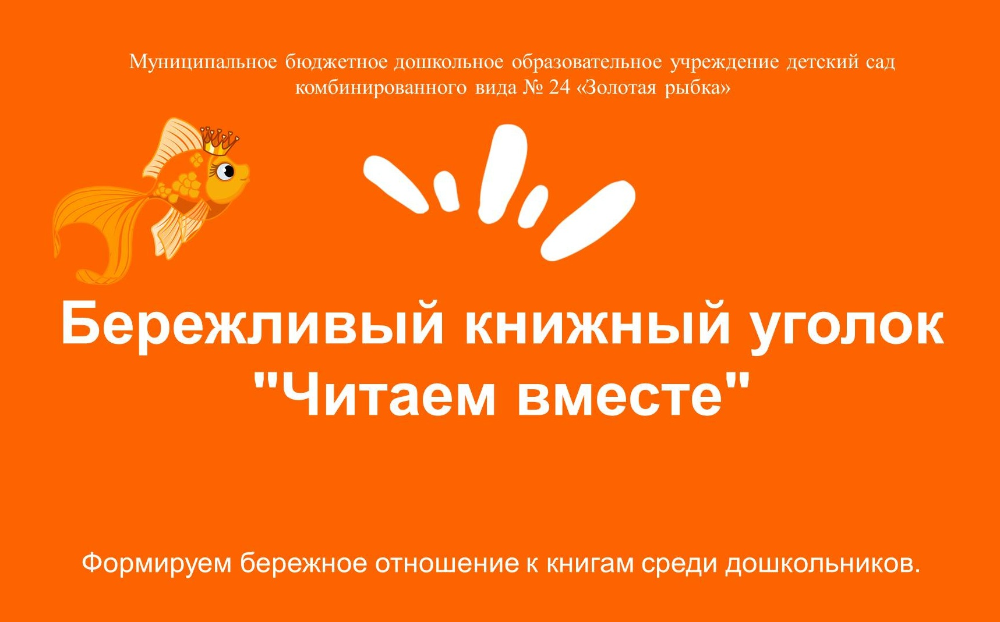 Муниципальное бюджетное дошкольное образовательное учреждение детский сад
комбинированного вида № 24 «Золотая рыбка»
Бережливый книжный уголок
"Читаем вместе"
Формируем бережное отношение к книгам среди дошкольников.